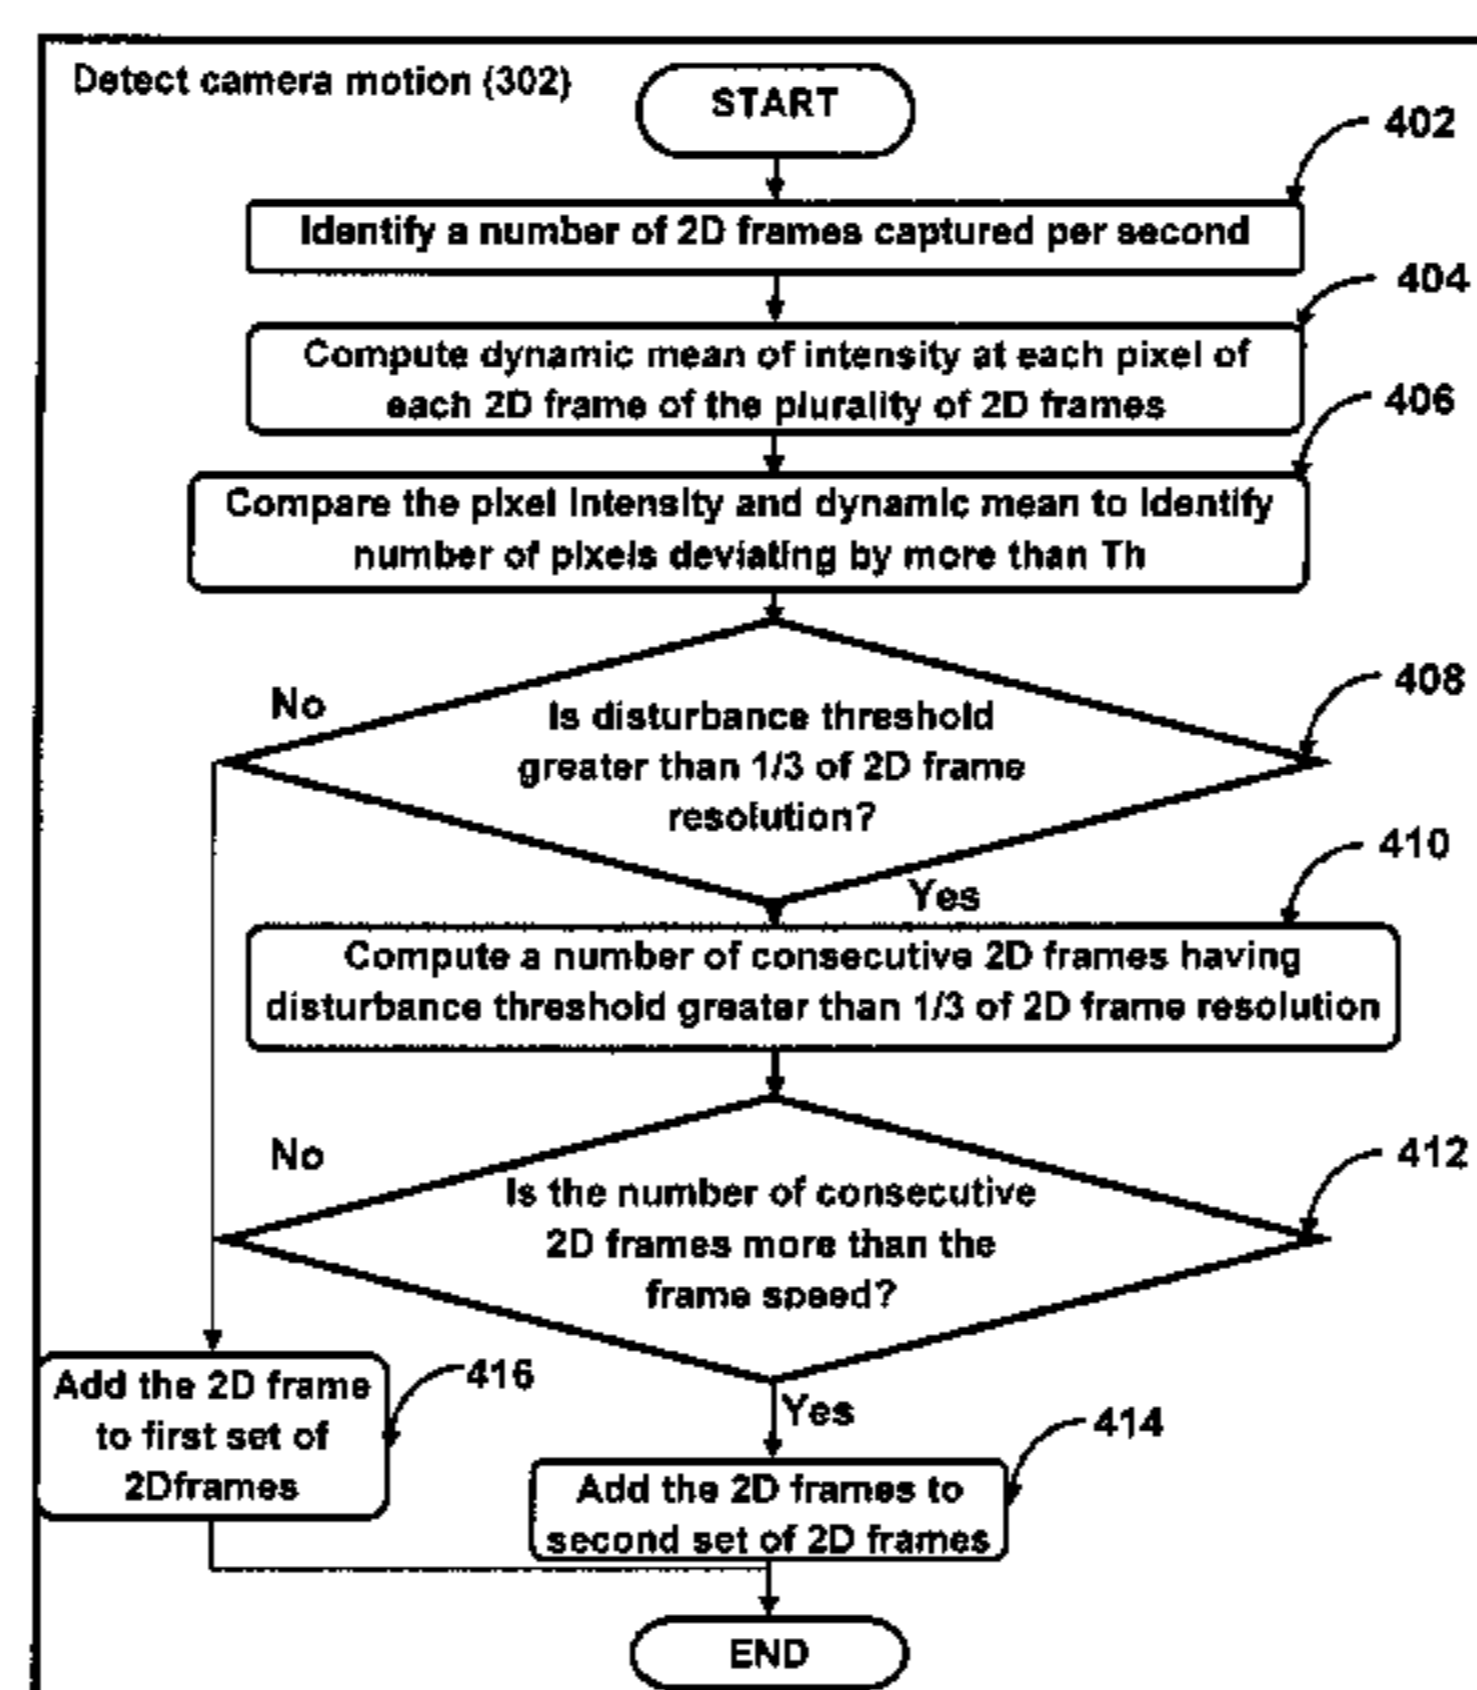 Detect camera motion (302)
START
402
Identify a number of 2D frames captured per second
404
Compute dynamic mean of intensity at each pixel of
each 2D frame of the plurality of 2D frames
406
Compare the pixel intensity and dynamic mean to identify
number of pixels deviating by more than Th
408
No
Is disturbance threshold
greater than 1/3 of 2D frame
resolution?
410
Yes
Compute a number of consecutive 2D frames having
disturbance threshold greater than 1/3 of 2D frame resolution
412
No
Is the number of consecutive
2D frames more than the
frame speed?
416
Add the 2D frame
to first set of
2Dframes
Yes
414
Add the 2D frames to
second set of 2D frames
END